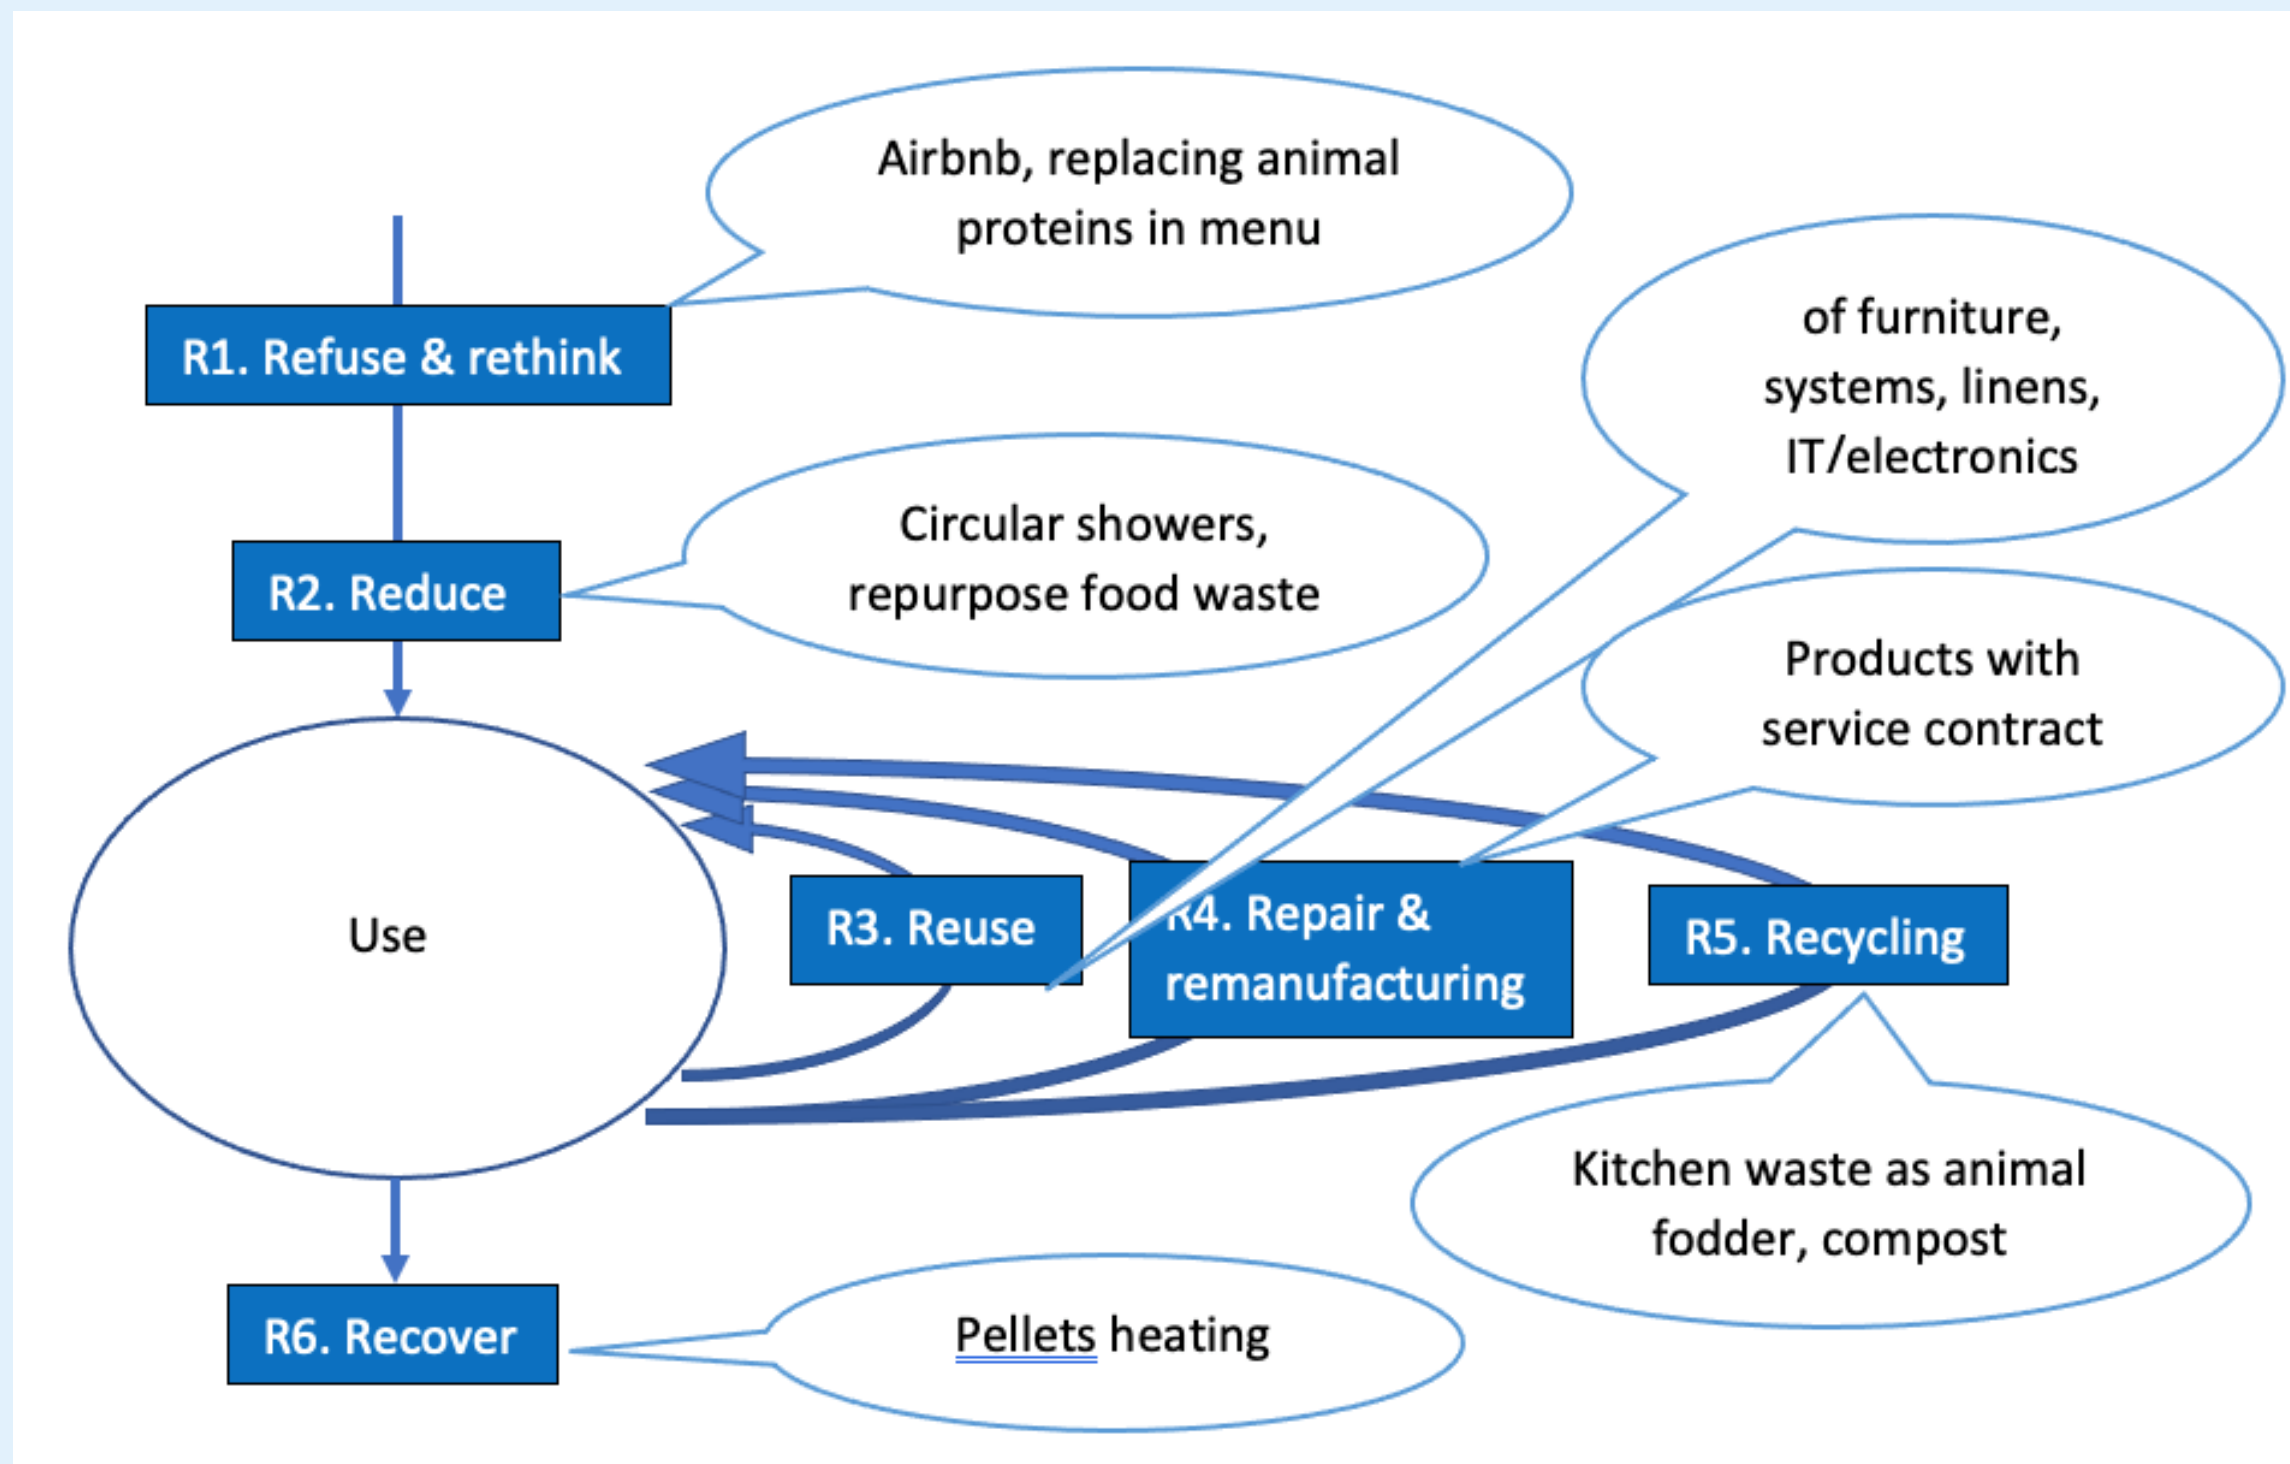 Airbnb, replacing animal
proteins in menu
R1. Refuse & rethink
of furniture,
systems, linens,
IT/electronics
R2. Reduce
Circular showers,
repurpose food waste
Products with
service contract
Use
R3. Reuse
R4. Repair &
remanufacturing
R5. Recycling
Kitchen waste as animal
fodder, compost
R6. Recover
Pellets heating